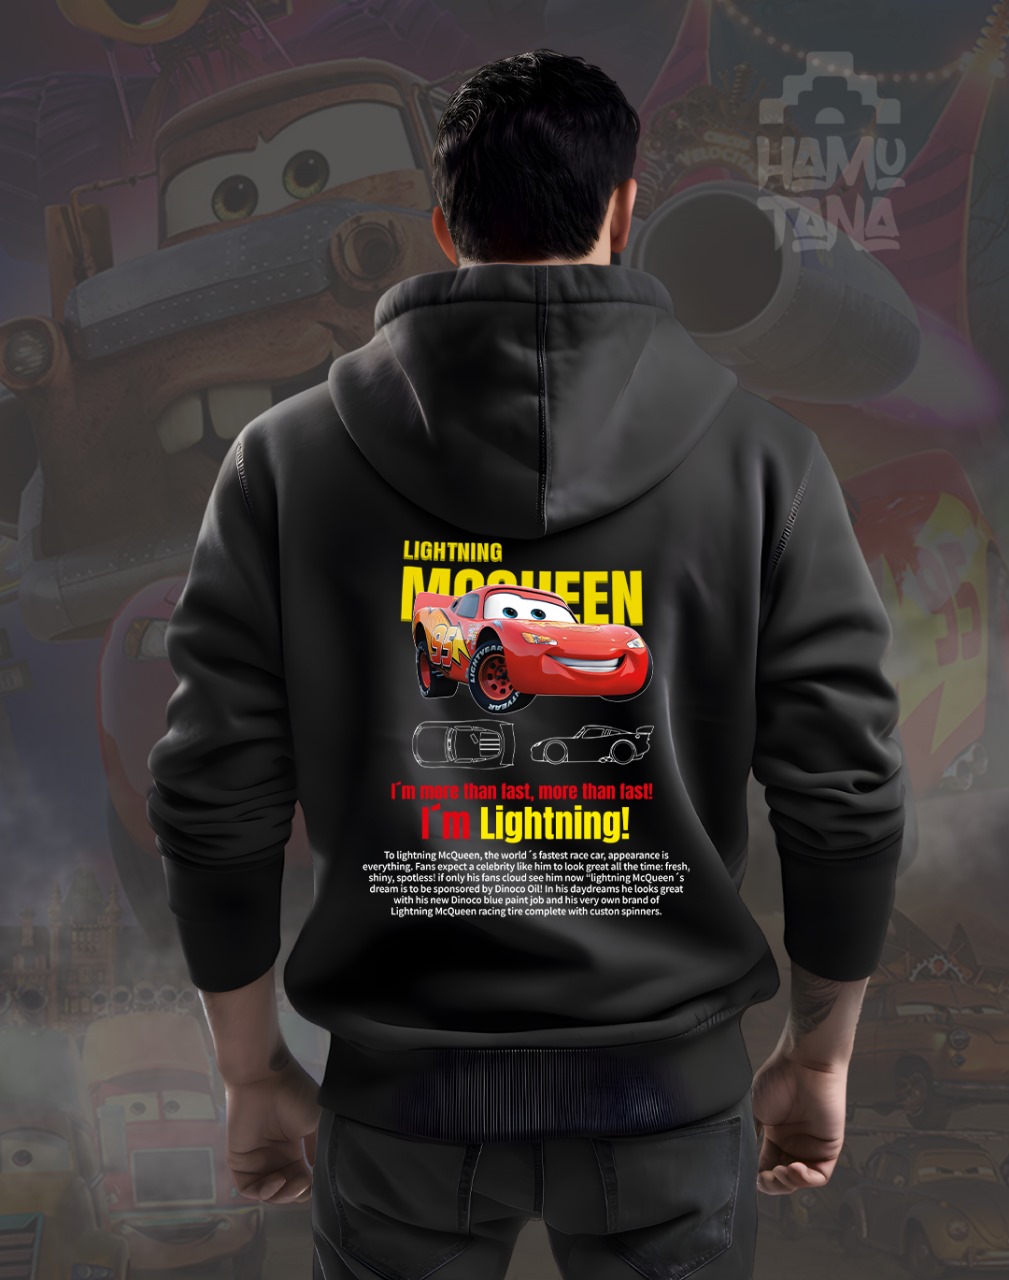 HAMU
TANA
LIGHTNING
MCQUEEN
95
LIGHTYEAR
I´m more than fast, more than fast!
I´m Lightning!
To lightning McQueen, the world´s fastest race car, appearance is
everything. Fans expect a celebrity like him to look great all the time: fresh,
shiny, spotless! if only his fans cloud see him now “lightning McQueen´s
dream is to be sponsored by Dinoco Oil! In his daydreams he looks great
with his new Dinoco blue paint job and his very own brand of
Lightning McQueen racing tire complete with custon spinners.